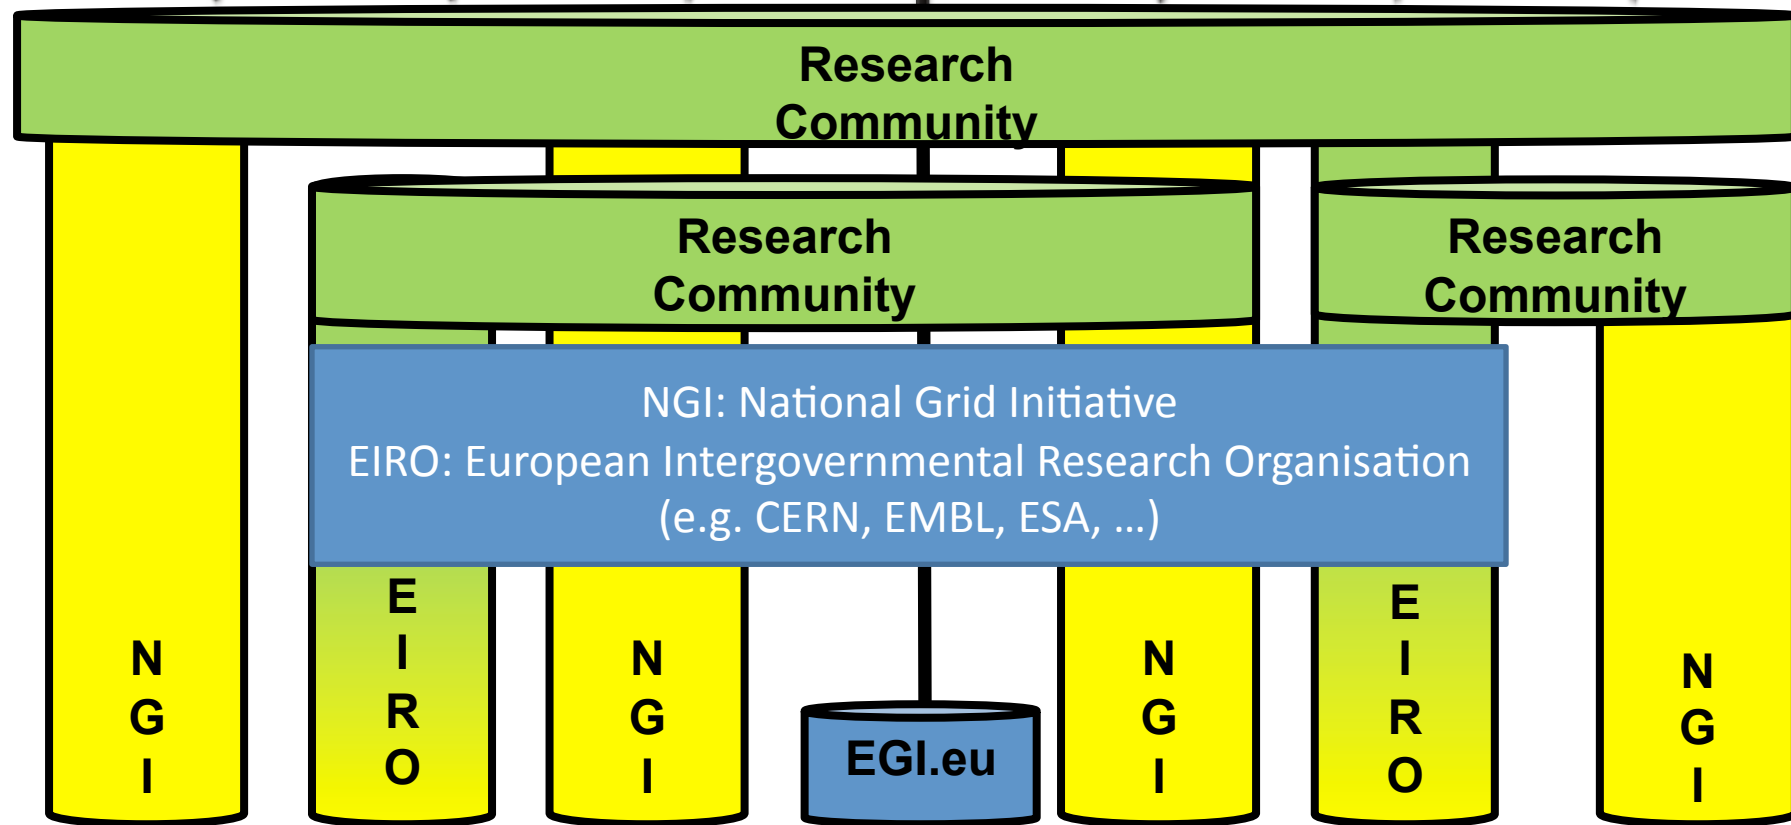 Research
Community
Research
Community
Research
Community
NGI: National Grid Initiative
EIRO: European Intergovernmental Research Organisation
(e.g. CERN, EMBL, ESA, ...)
N
G
I
E
I
R
O
N
G
I
EGI.eu
N
G
I
E
I
R
O
N
G
I